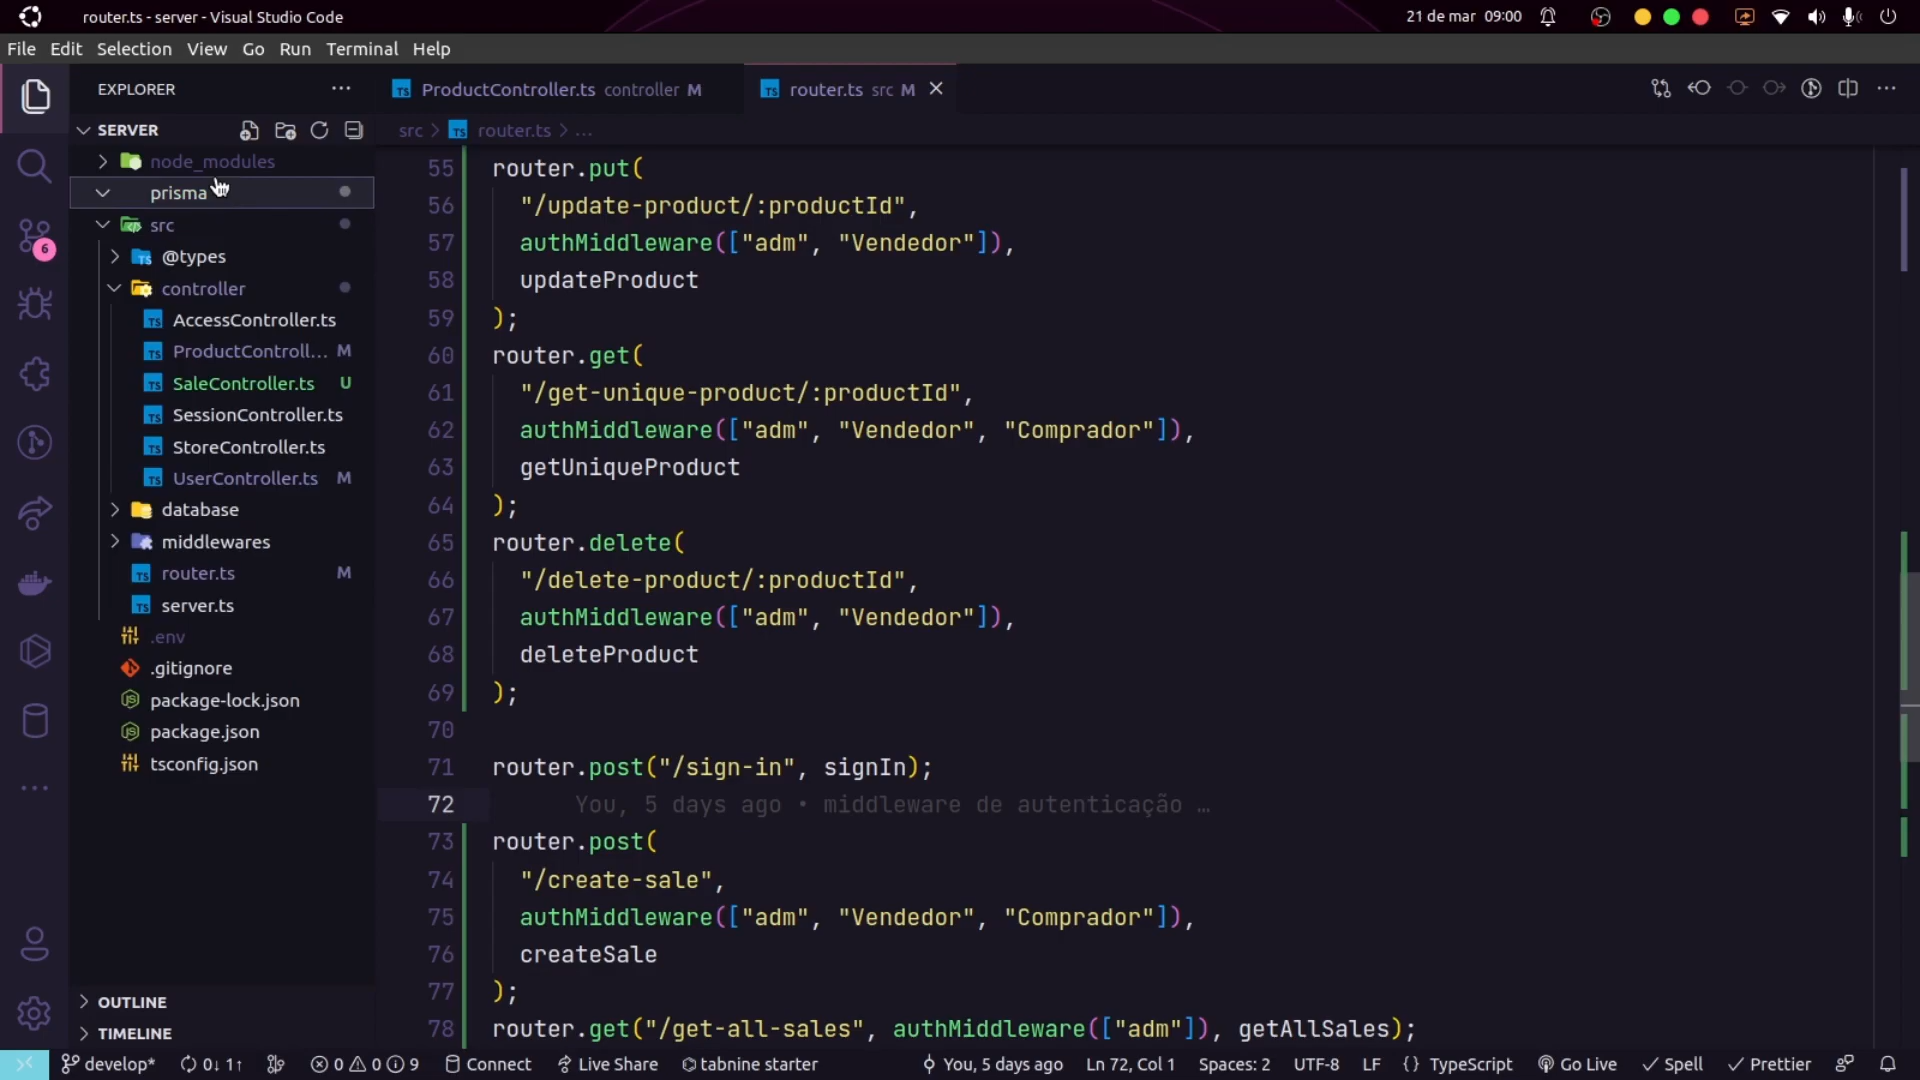 router.ts - server - Visual Studio Code
21 de mar 09:00
File Edit Selection View Go Run Terminal Help
EXPLORER
ProductController.ts controller M
router.ts src M
SERVER
src > router.ts > ...
node_modules
prisma
src
@types
controller
AccessController.ts
ProductControll... M
SaleController.ts U
SessionController.ts
StoreController.ts
UserController.ts M
database
middlewares
router.ts M
server.ts
.env
.gitignore
package-lock.json
package.json
tsconfig.json
OUTLINE
TIMELINE
6
55 router.put(
56 "/update-product/:productId",
57 authMiddleware(["adm", "Vendedor"]),
58 updateProduct
59 );
60 router.get(
61 "/get-unique-product/:productId",
62 authMiddleware(["adm", "Vendedor", "Comprador"]),
63 getUniqueProduct
64 );
65 router.delete(
66 "/delete-product/:productId",
67 authMiddleware(["adm", "Vendedor"]),
68 deleteProduct
69 );
70
71 router.post("/sign-in", signIn);
72 You, 5 days ago • middleware de autenticação …
73 router.post(
74 "/create-sale",
75 authMiddleware(["adm", "Vendedor", "Comprador"]),
76 createSale
77 );
78 router.get("/get-all-sales", authMiddleware(["adm"]), getAllSales);
develop* 0↓ 1↑ 0 0 9 Connect Live Share tabnine starter You, 5 days ago Ln 72, Col 1 Spaces: 2 UTF-8 LF {} TypeScript Go Live Spell Prettier